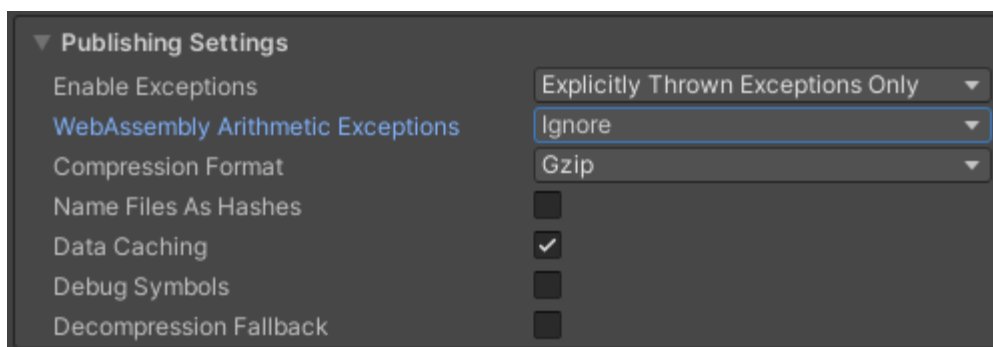 Publishing Settings
Enable Exceptions Explicitly Thrown Exceptions Only
WebAssembly Arithmetic Exceptions Ignore
Compression Format Gzip
Name Files As Hashes
Data Caching
Debug Symbols
Decompression Fallback